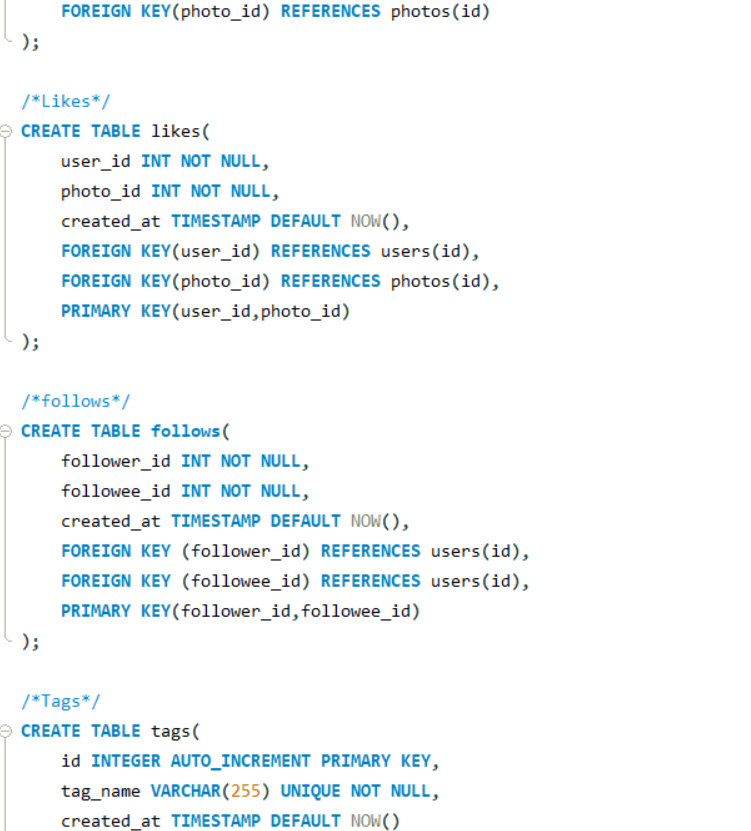 FOREIGN KEY(photo_id) REFERENCES photos(id)
);
/*Likes*/
CREATE TABLE likes(
user_id INT NOT NULL,
photo_id INT NOT NULL,
created_at TIMESTAMP DEFAULT NOW(),
FOREIGN KEY(user_id) REFERENCES users(id),
FOREIGN KEY(photo_id) REFERENCES photos(id),
PRIMARY KEY(user_id,photo_id)
);
/*follows*/
CREATE TABLE follows(
follower_id INT NOT NULL,
followee_id INT NOT NULL,
created_at TIMESTAMP DEFAULT NOW(),
FOREIGN KEY (follower_id) REFERENCES users(id),
FOREIGN KEY (followee_id) REFERENCES users(id),
PRIMARY KEY(follower_id,followee_id)
);
/*Tags*/
CREATE TABLE tags(
id INTEGER AUTO_INCREMENT PRIMARY KEY,
tag_name VARCHAR(255) UNIQUE NOT NULL,
created_at TIMESTAMP DEFAULT NOW()